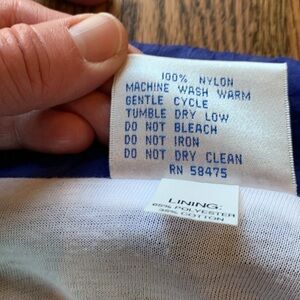 100% NYLON
MACHINE WASH WARM
GENTLE CYCLE
TUMBLE DRY LOW
DO NOT BLEACH
DO NOT IRON
DO NOT DRY CLEAN
RN 58475
LINING:
65% POLYESTER
35% COTTON